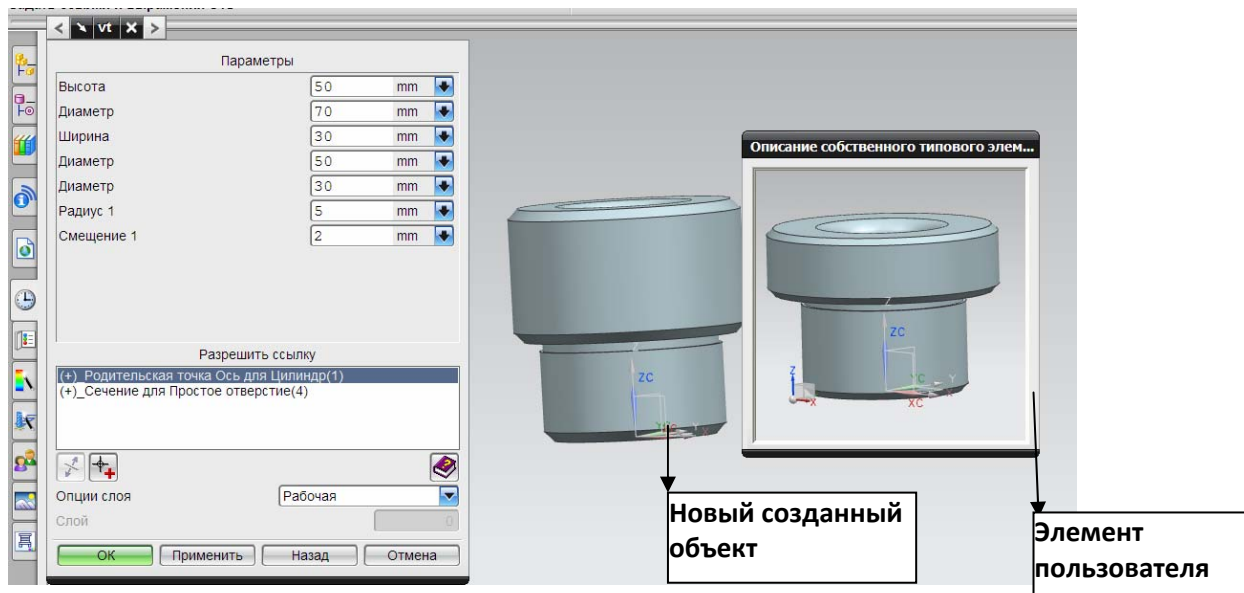 vt
Параметры
Высота 50 mm
Диаметр 70 mm
Ширина 30 mm
Диаметр 50 mm
Диаметр 30 mm
Радиус 1 5 mm
Смещение 1 2 mm
Разрешить ссылку
(+)_Родительская точка Ось для Цилиндр(1)
(+)_Сечение для Простое отверстие(4)
Опции слоя Рабочая
Слой 0
OK Применить Назад Отмена
ZC
Y
Описание собственного типового элем...
ZC
YC Y
XC
Z
X
Новый созданный
объект
Элемент
пользователя